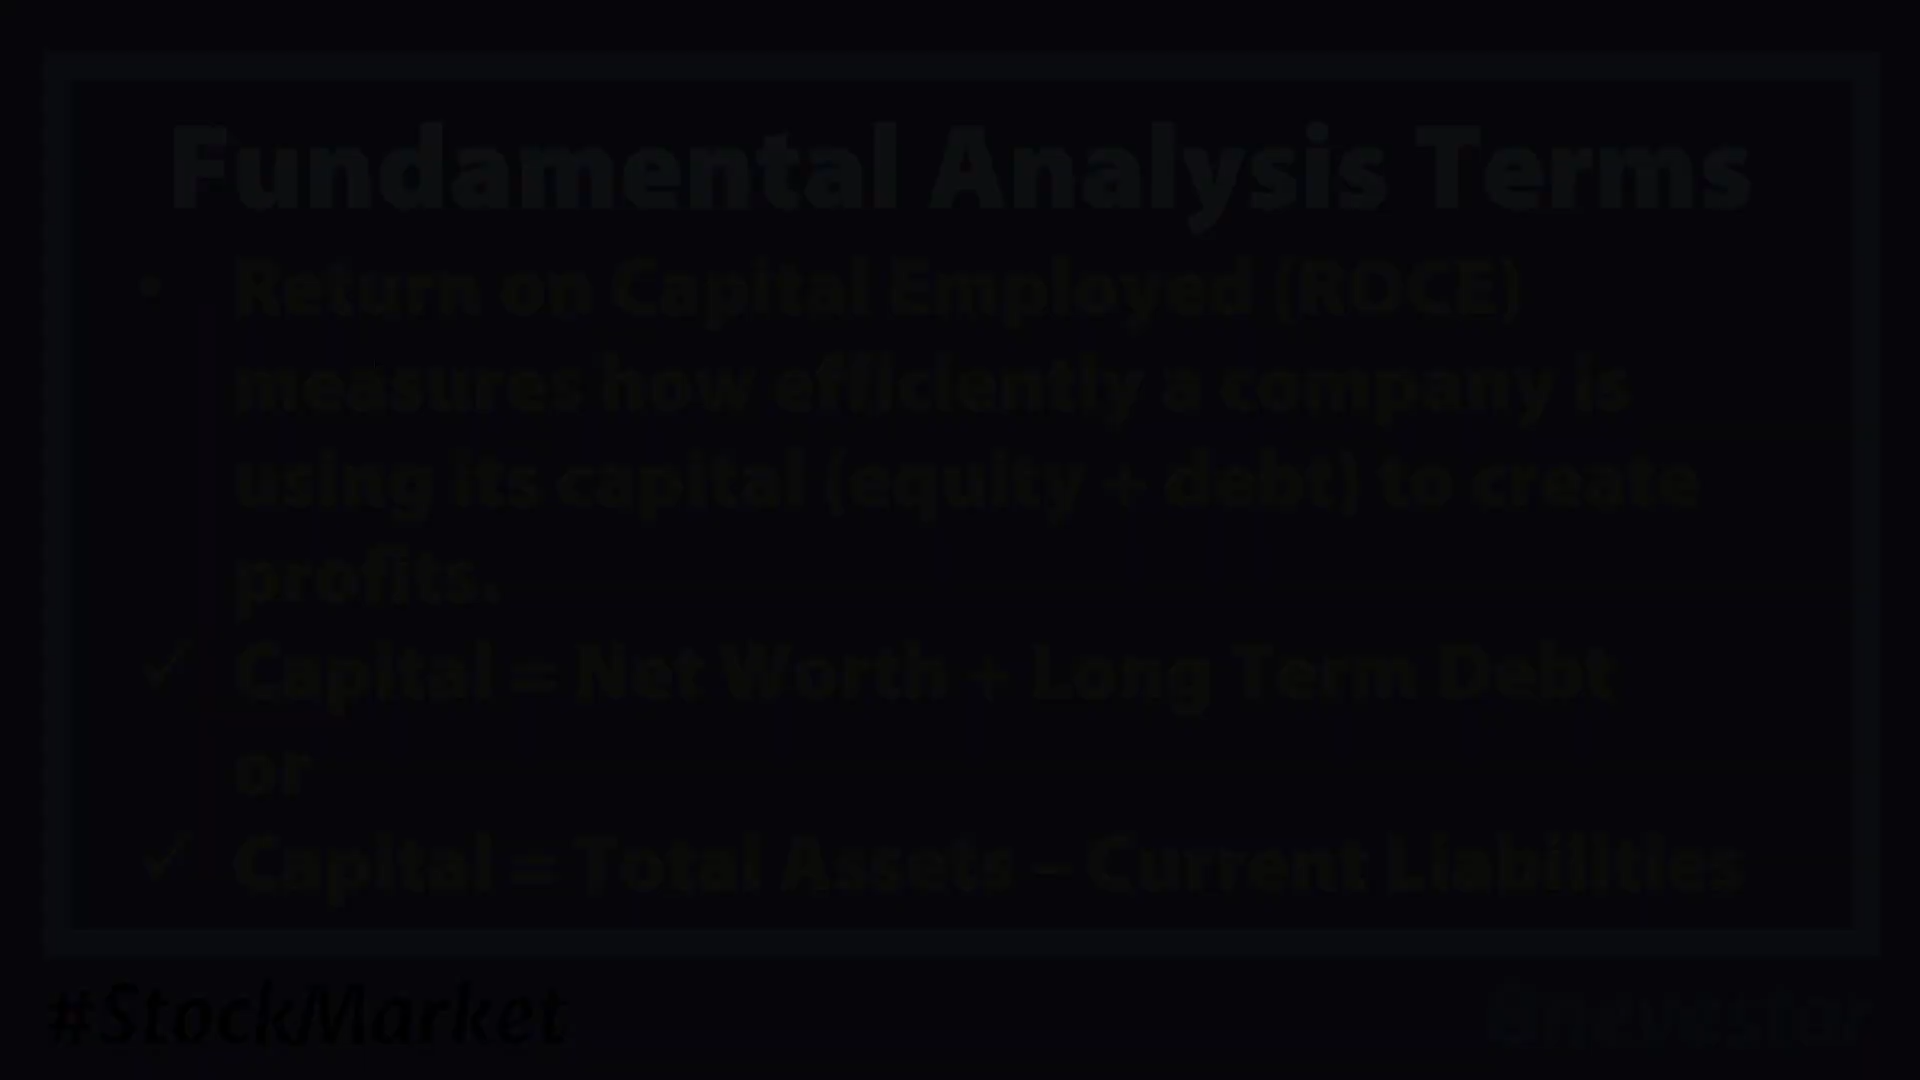 Fundamental Analysis Terms
• Return on Capital Employed (ROCE)
measures how efficiently a company is
using its capital (equity + debt) to create
profits.
✓ Capital = Net Worth + Long Term Debt
or
✓ Capital = Total Assets – Current Liabilities
#StockMarket